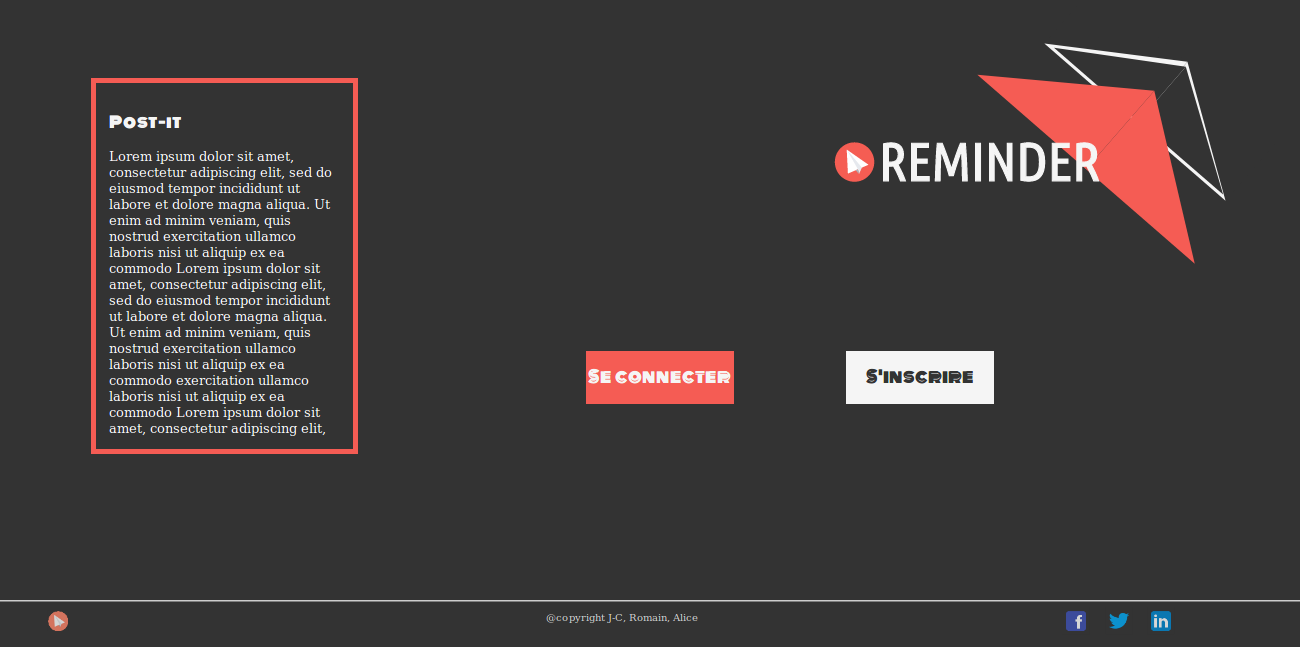 Post-it
Lorem ipsum dolor sit amet,
consectetur adipiscing elit, sed do
eiusmod tempor incididunt ut
labore et dolore magna aliqua. Ut
enim ad minim veniam, quis
nostrud exercitation ullamco
laboris nisi ut aliquip ex ea
commodo Lorem ipsum dolor sit
amet, consectetur adipiscing elit,
sed do eiusmod tempor incididunt
ut labore et dolore magna aliqua.
Ut enim ad minim veniam, quis
nostrud exercitation ullamco
laboris nisi ut aliquip ex ea
commodo exercitation ullamco
laboris nisi ut aliquip ex ea
commodo Lorem ipsum dolor sit
amet, consectetur adipiscing elit,
REMINDER
Se connecter
S'inscrire
@copyright J-C, Romain, Alice
f
in